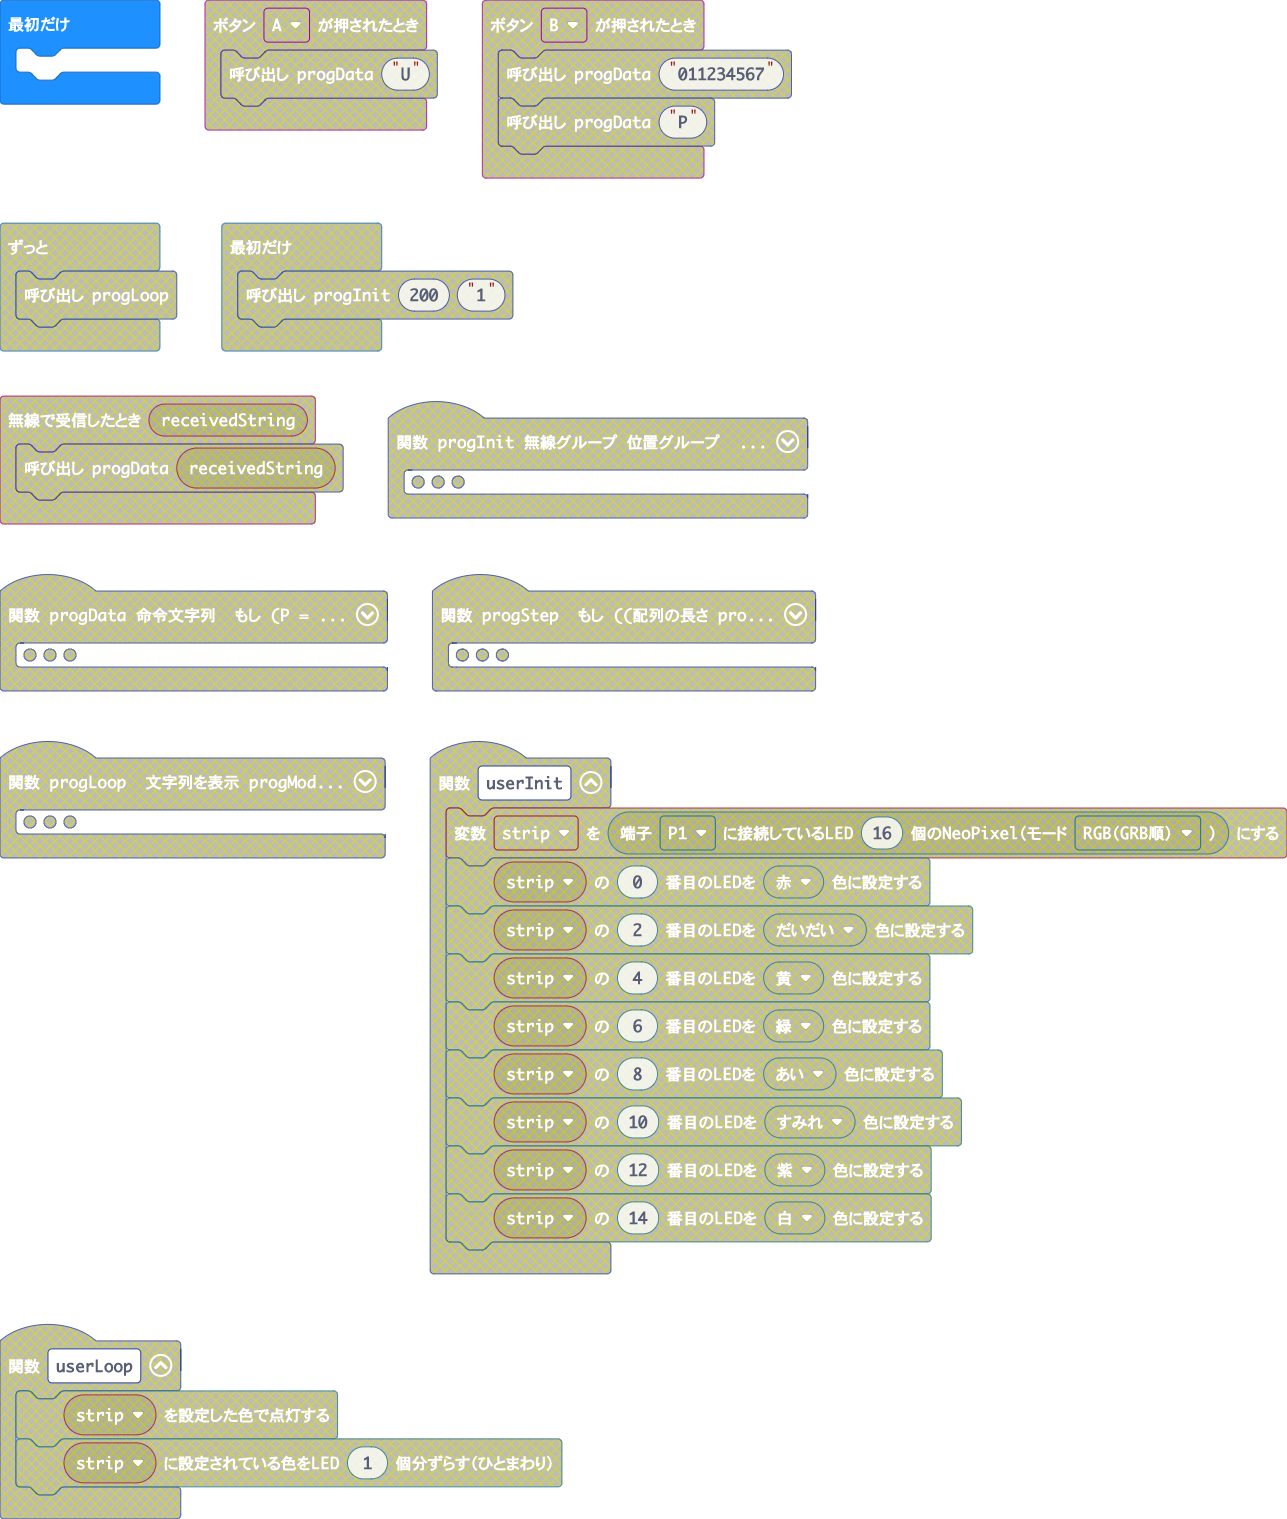 最初だけ
ボタン A が押されたとき
呼び出し progData "U"
ボタン B が押されたとき
呼び出し progData "011234567"
呼び出し progData "P"
ずっと
呼び出し progLoop
最初だけ
呼び出し progInit 200 "1"
無線で受信したとき receivedString
呼び出し progData receivedString
関数 progInit 無線グループ 位置グループ ...
関数 progData 命令文字列 もし (P = ...
関数 progStep もし ((配列の長さ pro...
関数 progLoop 文字列を表示 progMod...
関数 userInit
変数 strip を 端子 P1 に接続しているLED 16 個のNeoPixel(モード RGB(GRB順) ) にする
strip の 0 番目のLEDを 赤 色に設定する
strip の 2 番目のLEDを だいだい 色に設定する
strip の 4 番目のLEDを 黄 色に設定する
strip の 6 番目のLEDを 緑 色に設定する
strip の 8 番目のLEDを あい 色に設定する
strip の 10 番目のLEDを すみれ 色に設定する
strip の 12 番目のLEDを 紫 色に設定する
strip の 14 番目のLEDを 白 色に設定する
関数 userLoop
strip を設定した色で点灯する
strip に設定されている色をLED 1 個分ずらす(ひとまわり)